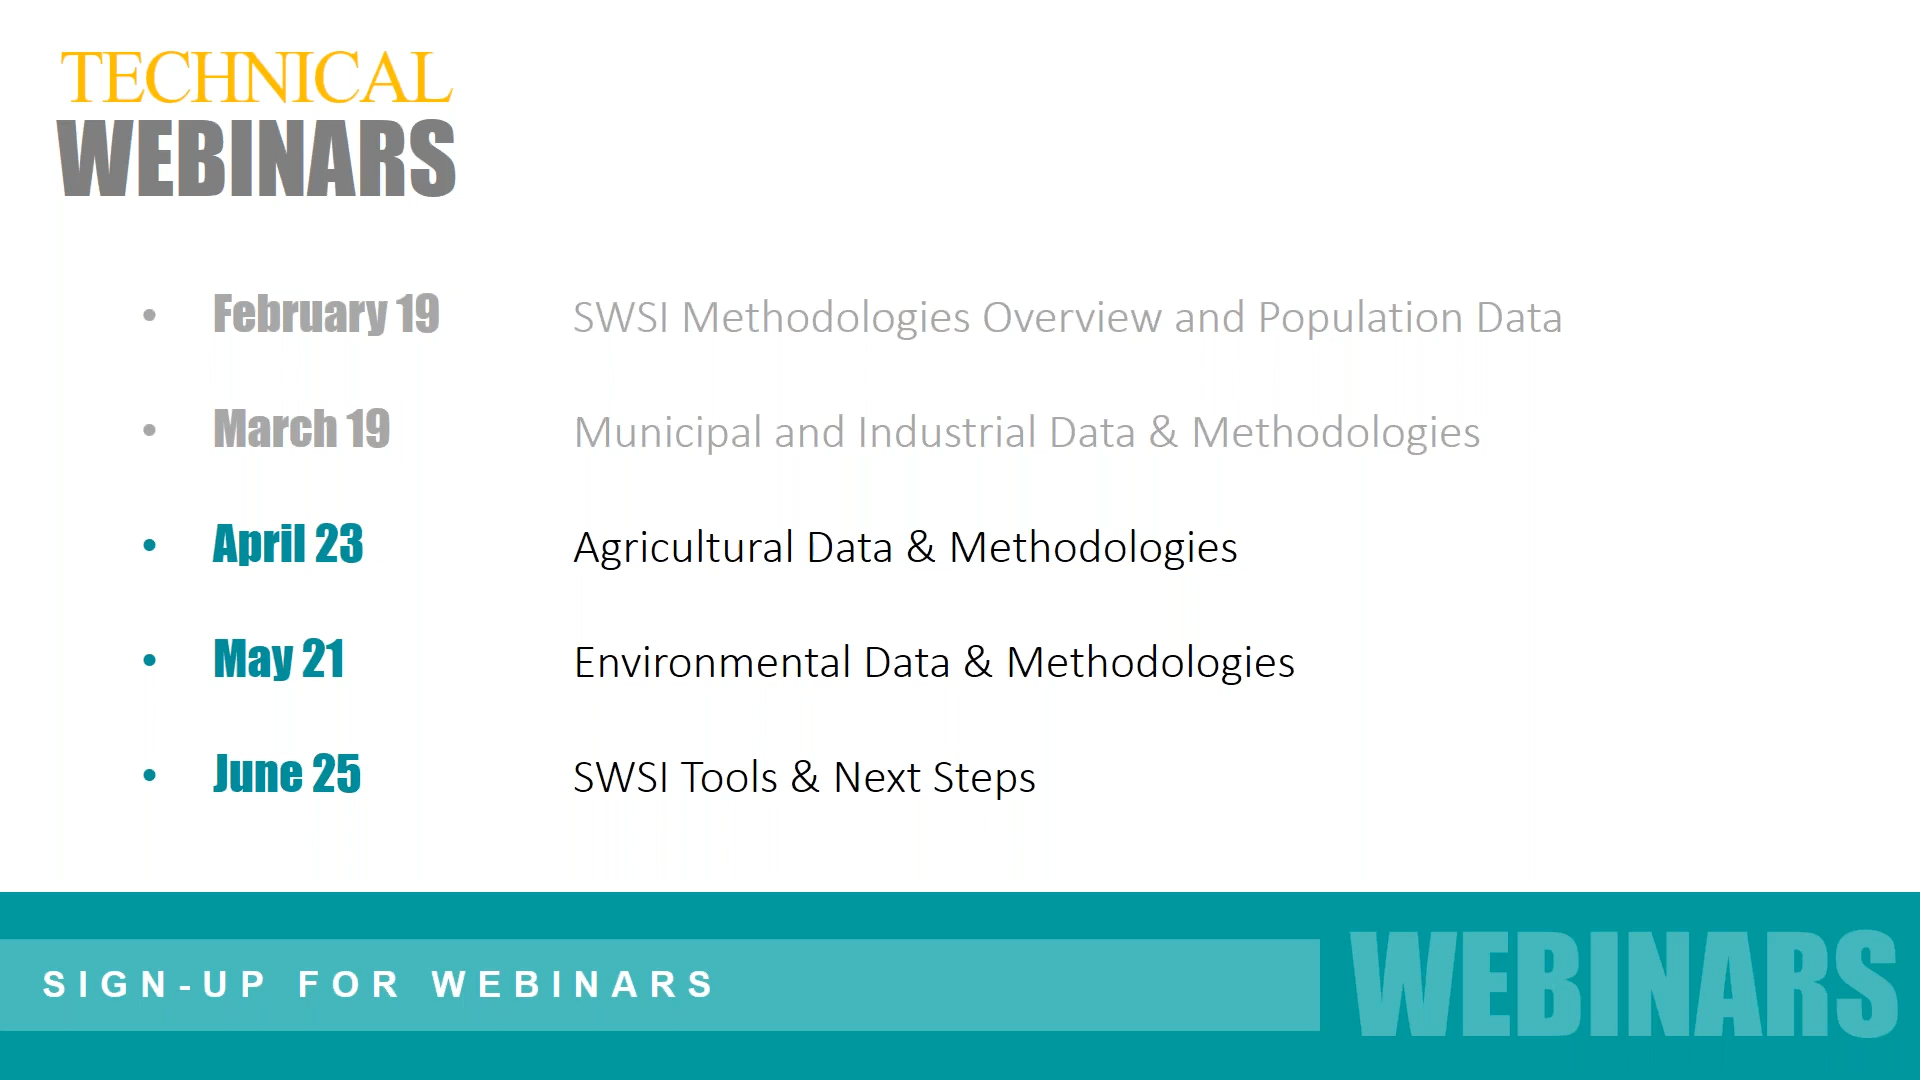 TECHNICAL
WEBINARS
• February 19 SWSI Methodologies Overview and Population Data
• March 19 Municipal and Industrial Data & Methodologies
• April 23 Agricultural Data & Methodologies
• May 21 Environmental Data & Methodologies
• June 25 SWSI Tools & Next Steps
SIGN-UP FOR WEBINARS
WEBINARS